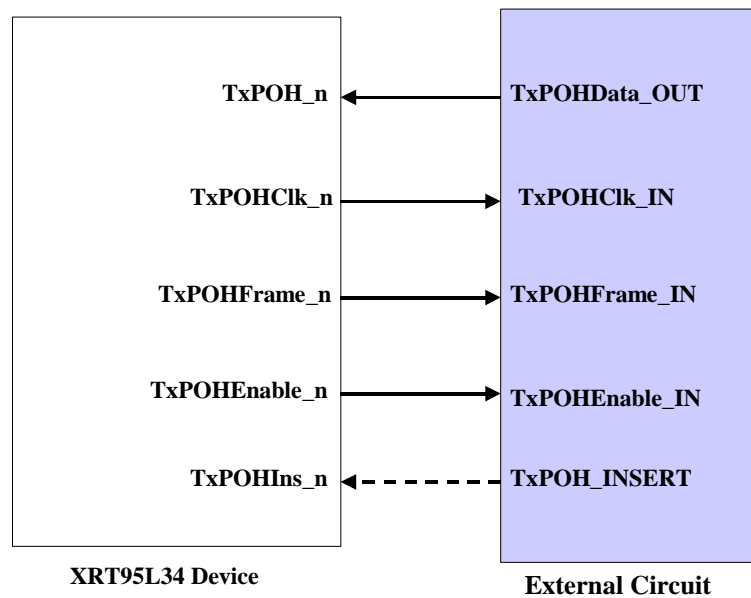 TxPOH_n TxPOHData_OUT
TxPOHClk_n TxPOHClk_IN
TxPOHFrame_n TxPOHFrame_IN
TxPOHEnable_n TxPOHEnable_IN
TxPOHIns_n TxPOH_INSERT
XRT95L34 Device
External Circuit